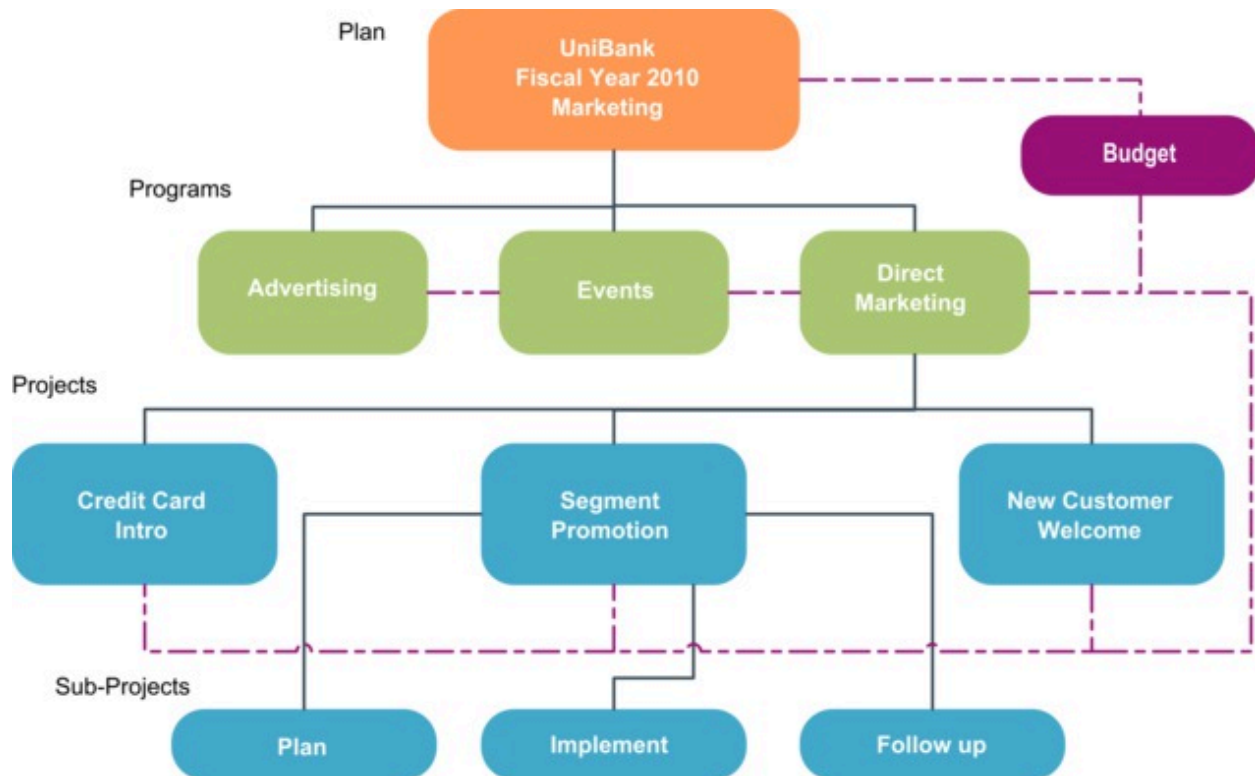 Plan
UniBank
Fiscal Year 2010
Marketing
Budget
Programs
Advertising
Events
Direct
Marketing
Projects
Credit Card
Intro
Segment
Promotion
New Customer
Welcome
Sub-Projects
Plan
Implement
Follow up